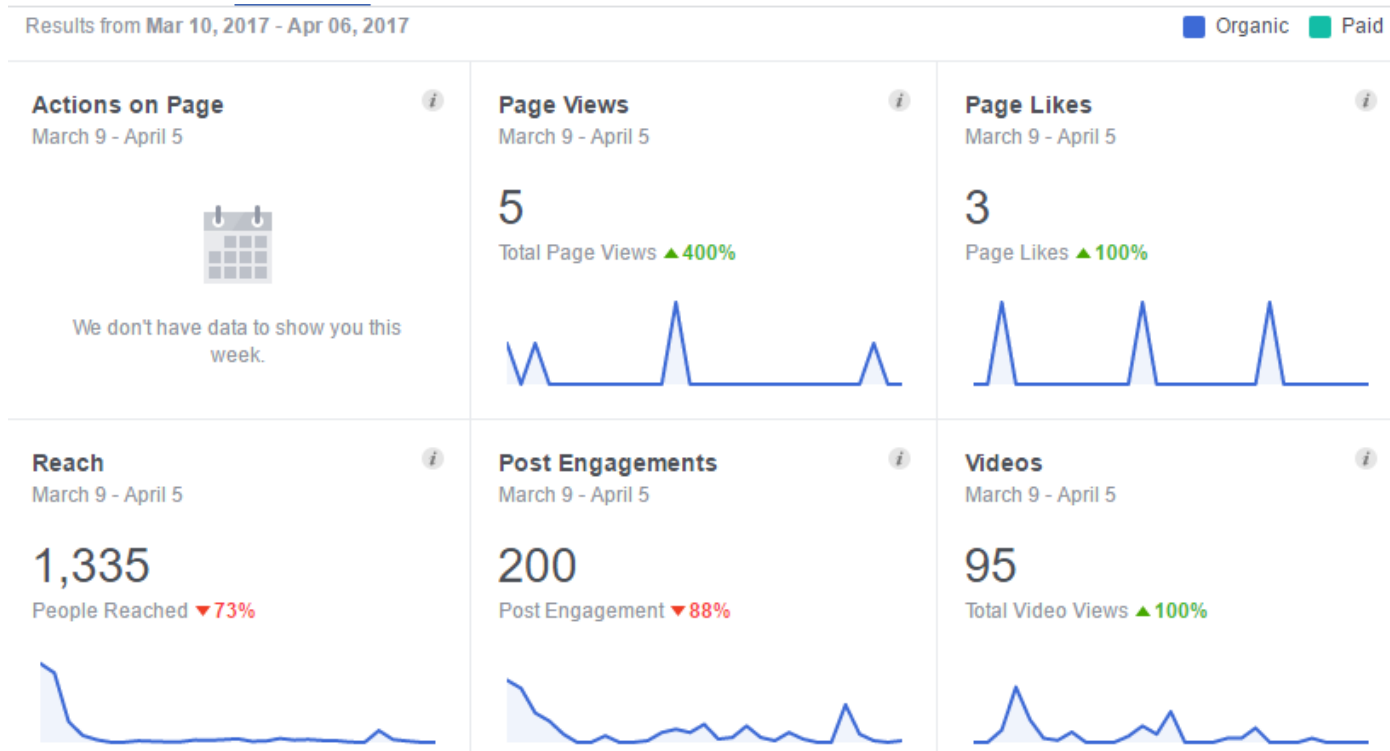 Results from Mar 10, 2017 - Apr 06, 2017
Organic Paid
Actions on Page
March 9 - April 5
We don't have data to show you this
week.
Page Views
March 9 - April 5
5
Total Page Views ▲400%
Page Likes
March 9 - April 5
3
Page Likes ▲100%
Reach
March 9 - April 5
1,335
People Reached ▼73%
Post Engagements
March 9 - April 5
200
Post Engagement ▼88%
Videos
March 9 - April 5
95
Total Video Views ▲100%